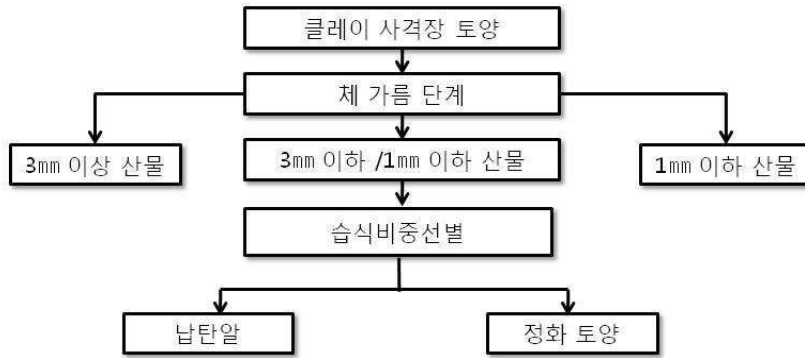 클레이 사격장 토양
체 가름 단계
3㎜ 이상 산물
3㎜ 이하 /1㎜ 이하 산물
1㎜ 이하 산물
습식비중선별
납탄알
정화 토양